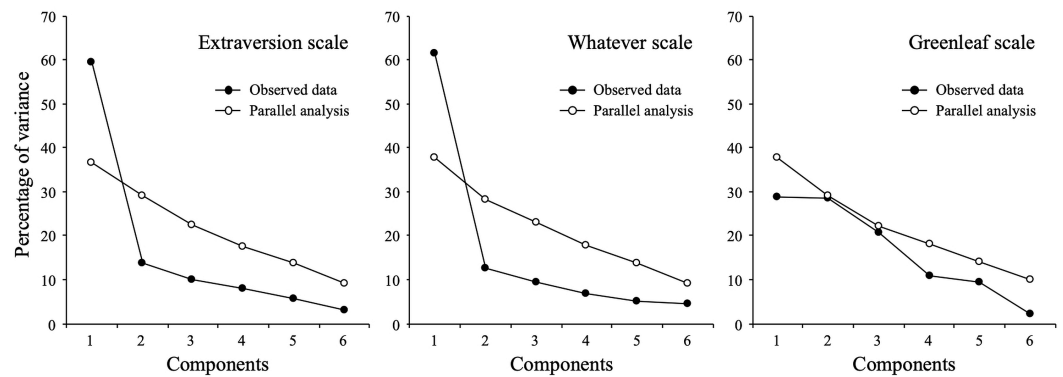 Percentage of variance
70
60
50
40
30
20
10
0
Extraversion scale
Observed data
Parallel analysis
1 2 3 4 5 6
Components
70
60
50
40
30
20
10
0
Whatever scale
Observed data
Parallel analysis
1 2 3 4 5 6
Components
70
60
50
40
30
20
10
0
Greenleaf scale
Observed data
Parallel analysis
1 2 3 4 5 6
Components